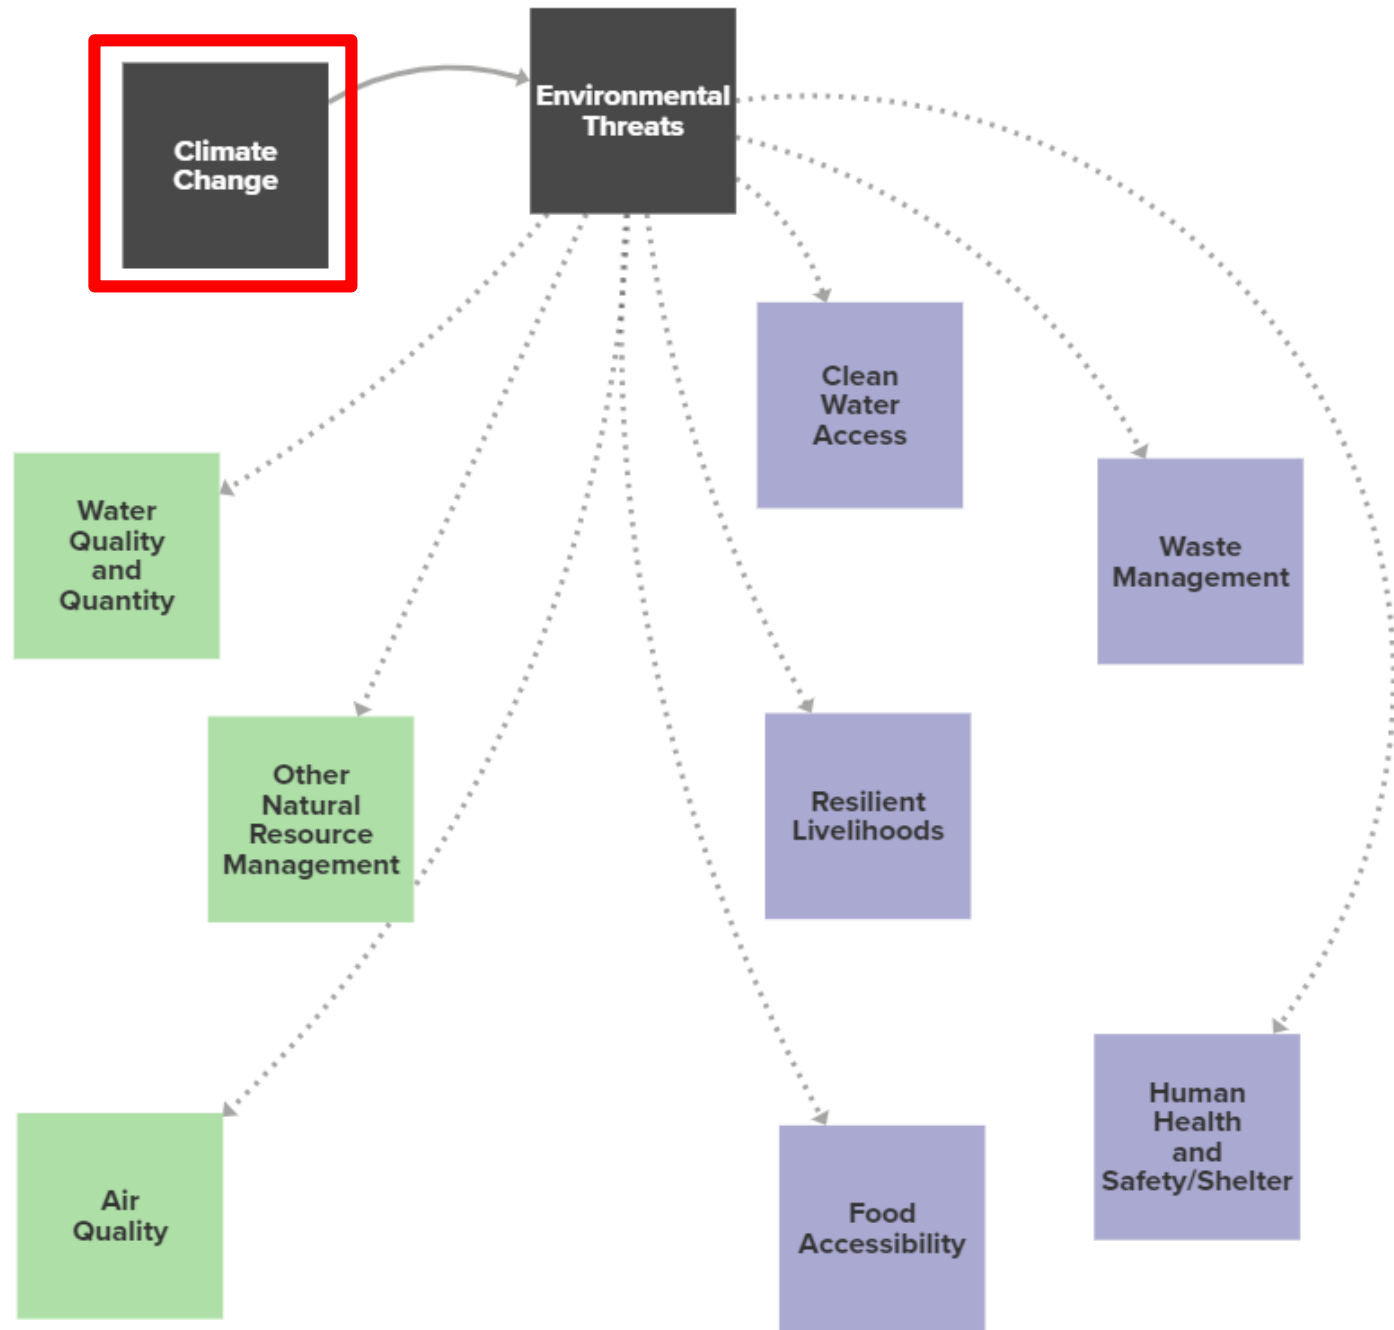 Environmental
Threats
Climate
Change
Clean
Water
Access
Water
Quality
and
Quantity
Waste
Management
Other
Natural
Resource
Management
Resilient
Livelihoods
Human
Health
and
Safety/Shelter
Air
Quality
Food
Accessibility